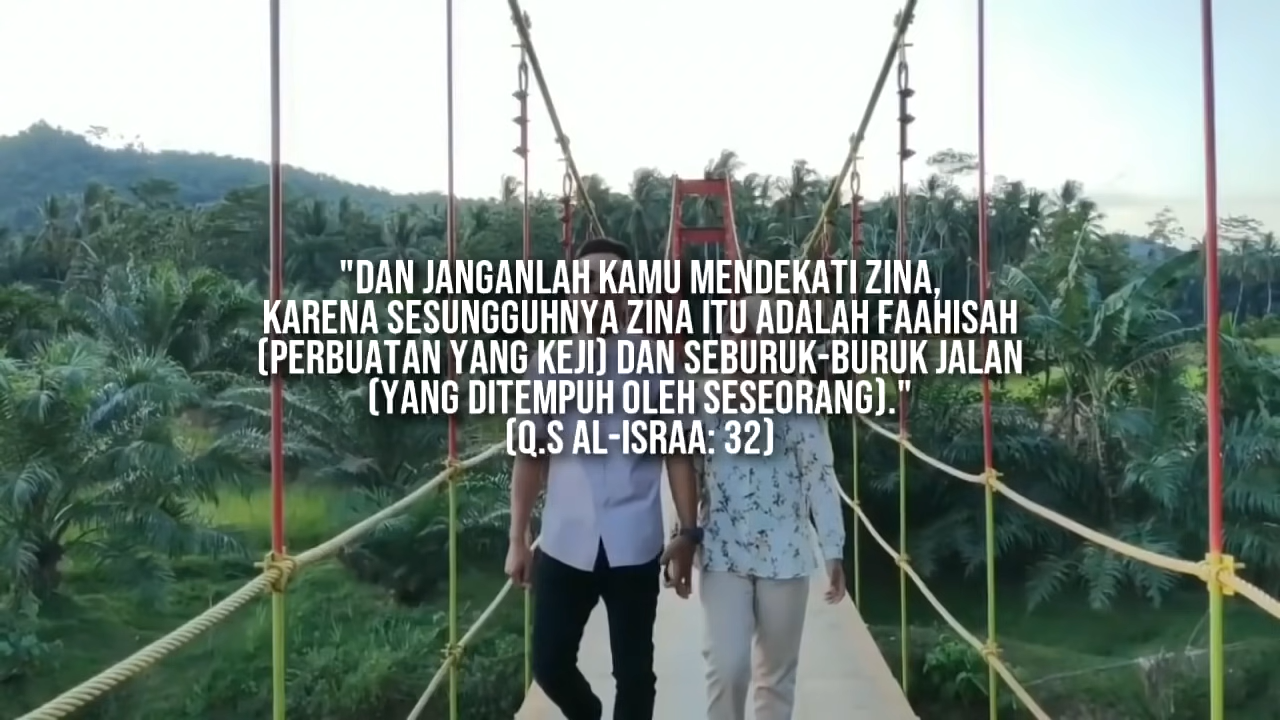 "DAN JANGANLAH KAMU MENDEKATI ZINA,
KARENA SESUNGGUHNYA ZINA ITU ADALAH FAAHISAH
(PERBUATAN YANG KEJI) DAN SEBURUK-BURUK JALAN
(YANG DITEMPUH OLEH SESEORANG)."
(Q.S AL-ISRAA: 32)